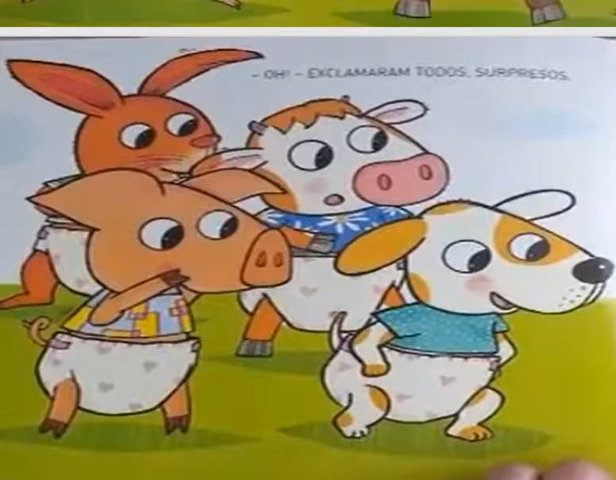 – OH! – EXCLAMARAM TODOS, SURPRESOS.